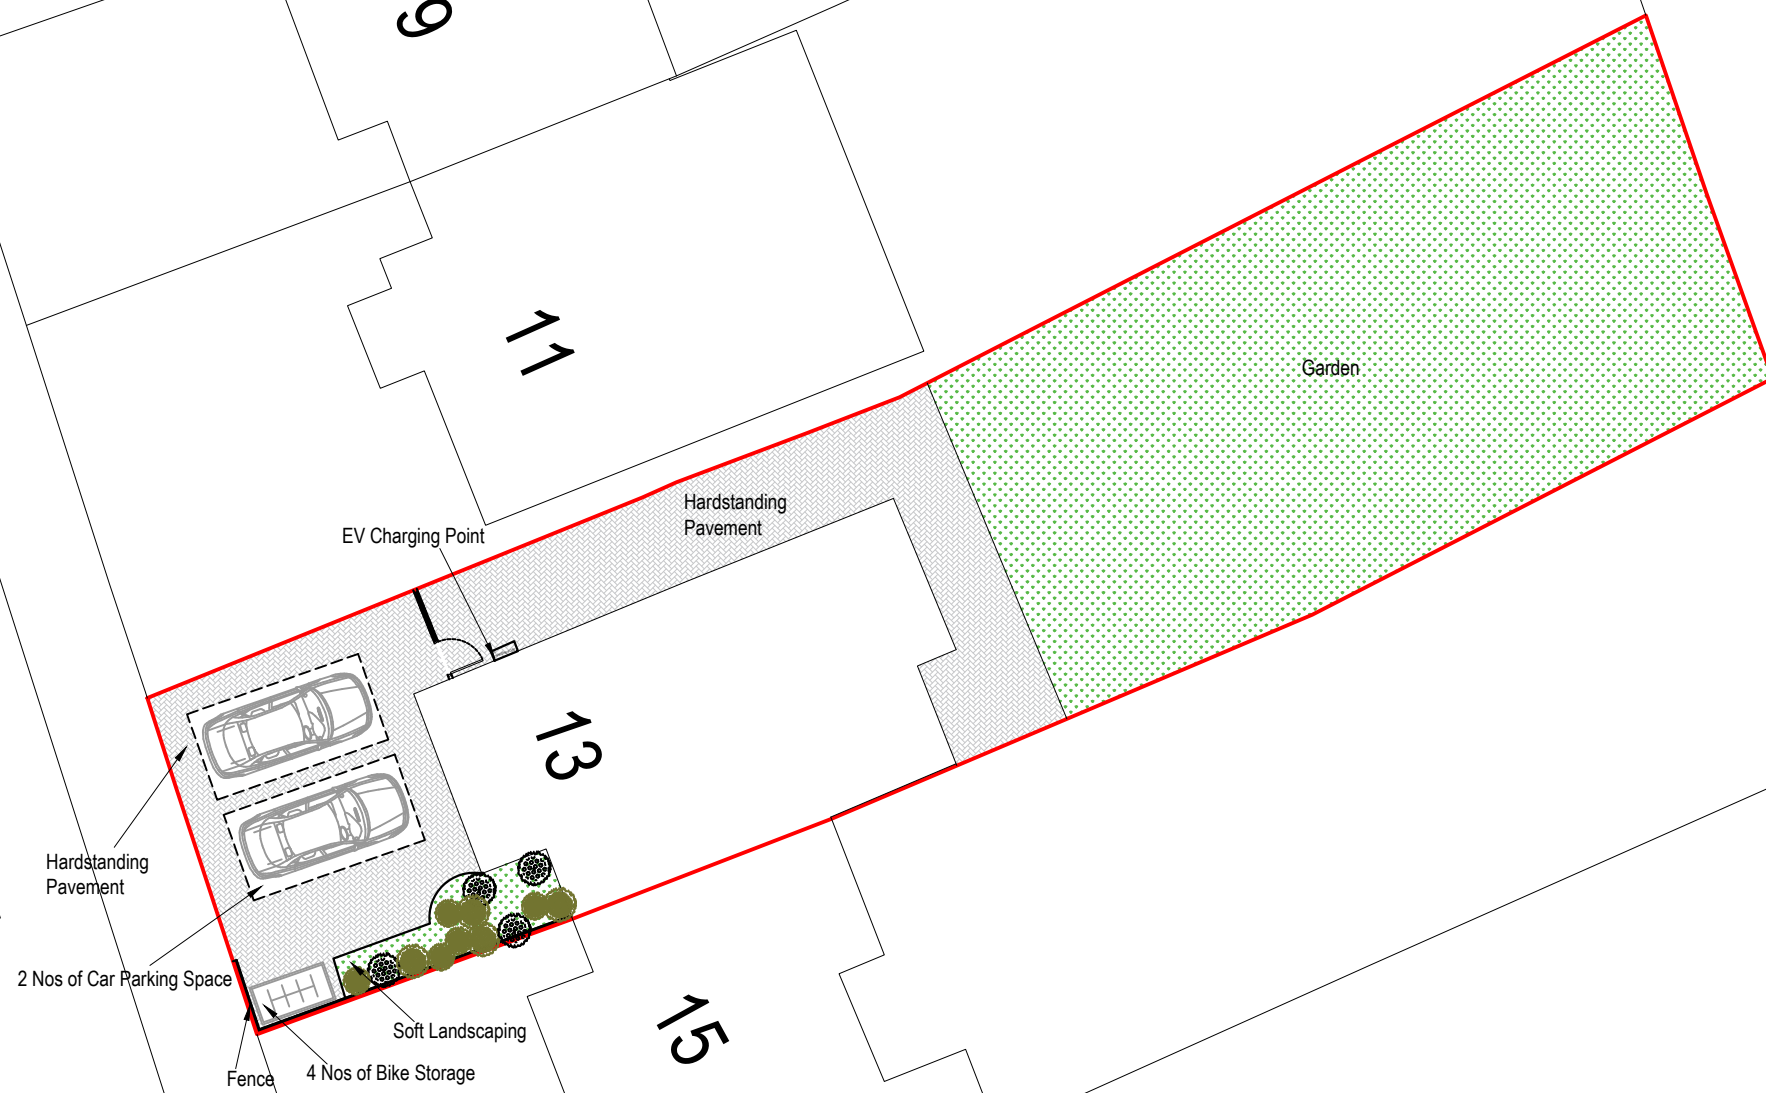 9
11
Garden
Hardstanding
Pavement
EV Charging Point
13
Hardstanding
Pavement
2 Nos of Car Parking Space
Soft Landscaping
15
4 Nos of Bike Storage
Fence